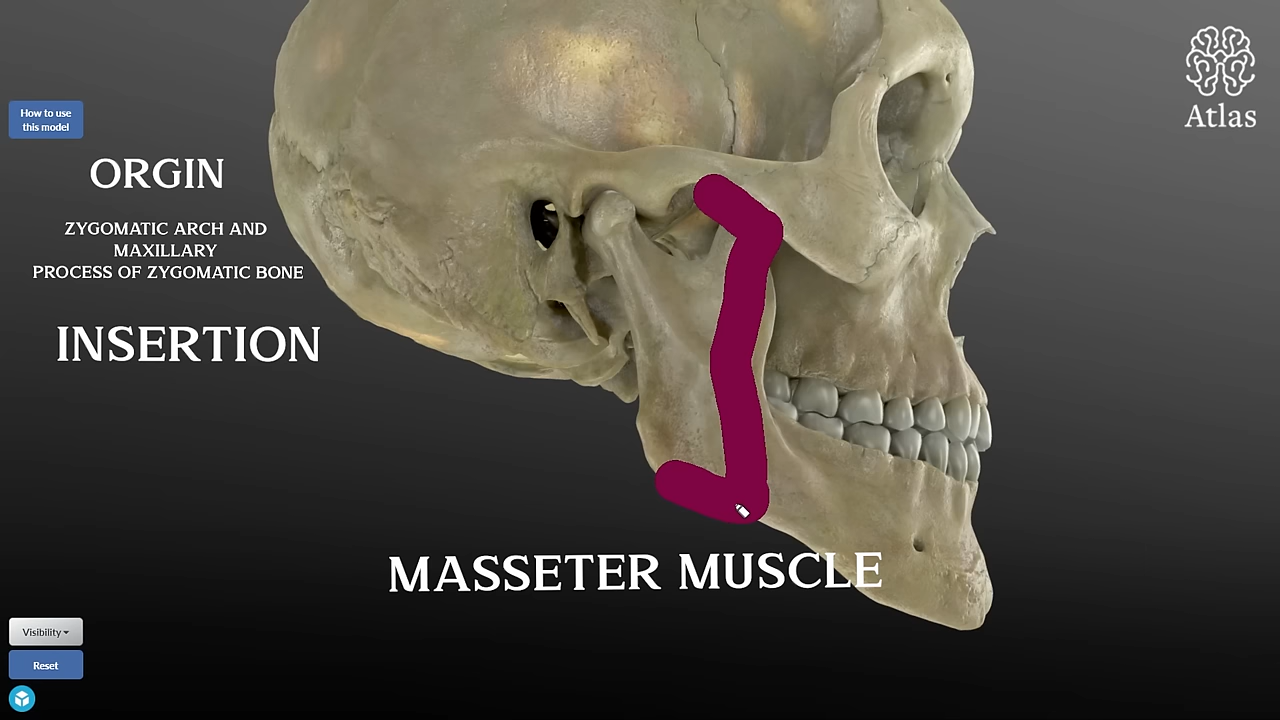 Atlas
How to use
this model
ORGIN
ZYGOMATIC ARCH AND
MAXILLARY
PROCESS OF ZYGOMATIC BONE
INSERTION
MASSETER MUSCLE
Visibility
Reset